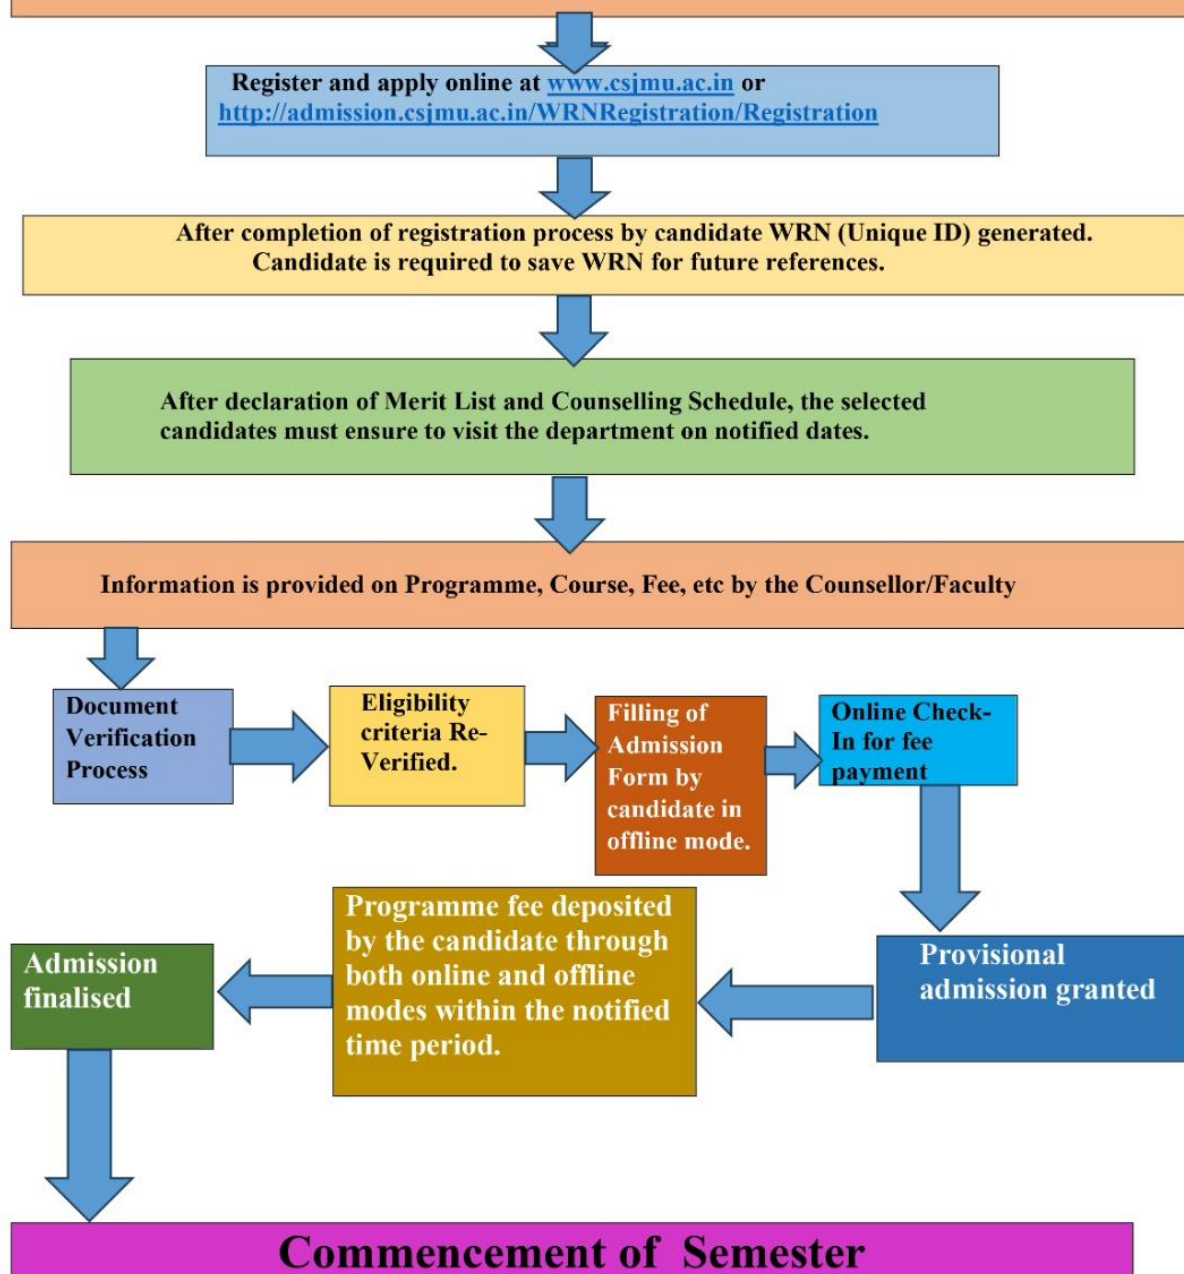 Register and apply online at www.csjmu.ac.in or
http://admission.csjmu.ac.in/WRNRegistration/Registration
After completion of registration process by candidate WRN (Unique ID) generated.
Candidate is required to save WRN for future references.
After declaration of Merit List and Counselling Schedule, the selected
candidates must ensure to visit the department on notified dates.
Information is provided on Programme, Course, Fee, etc by the Counsellor/Faculty
Document
Verification
Process
Eligibility
criteria Re-
Verified.
Filling of
Admission
Form by
candidate in
offline mode.
Online Check-
In for fee
payment
Provisional
admission granted
Programme fee deposited
by the candidate through
both online and offline
modes within the notified
time period.
Admission
finalised
Commencement of Semester